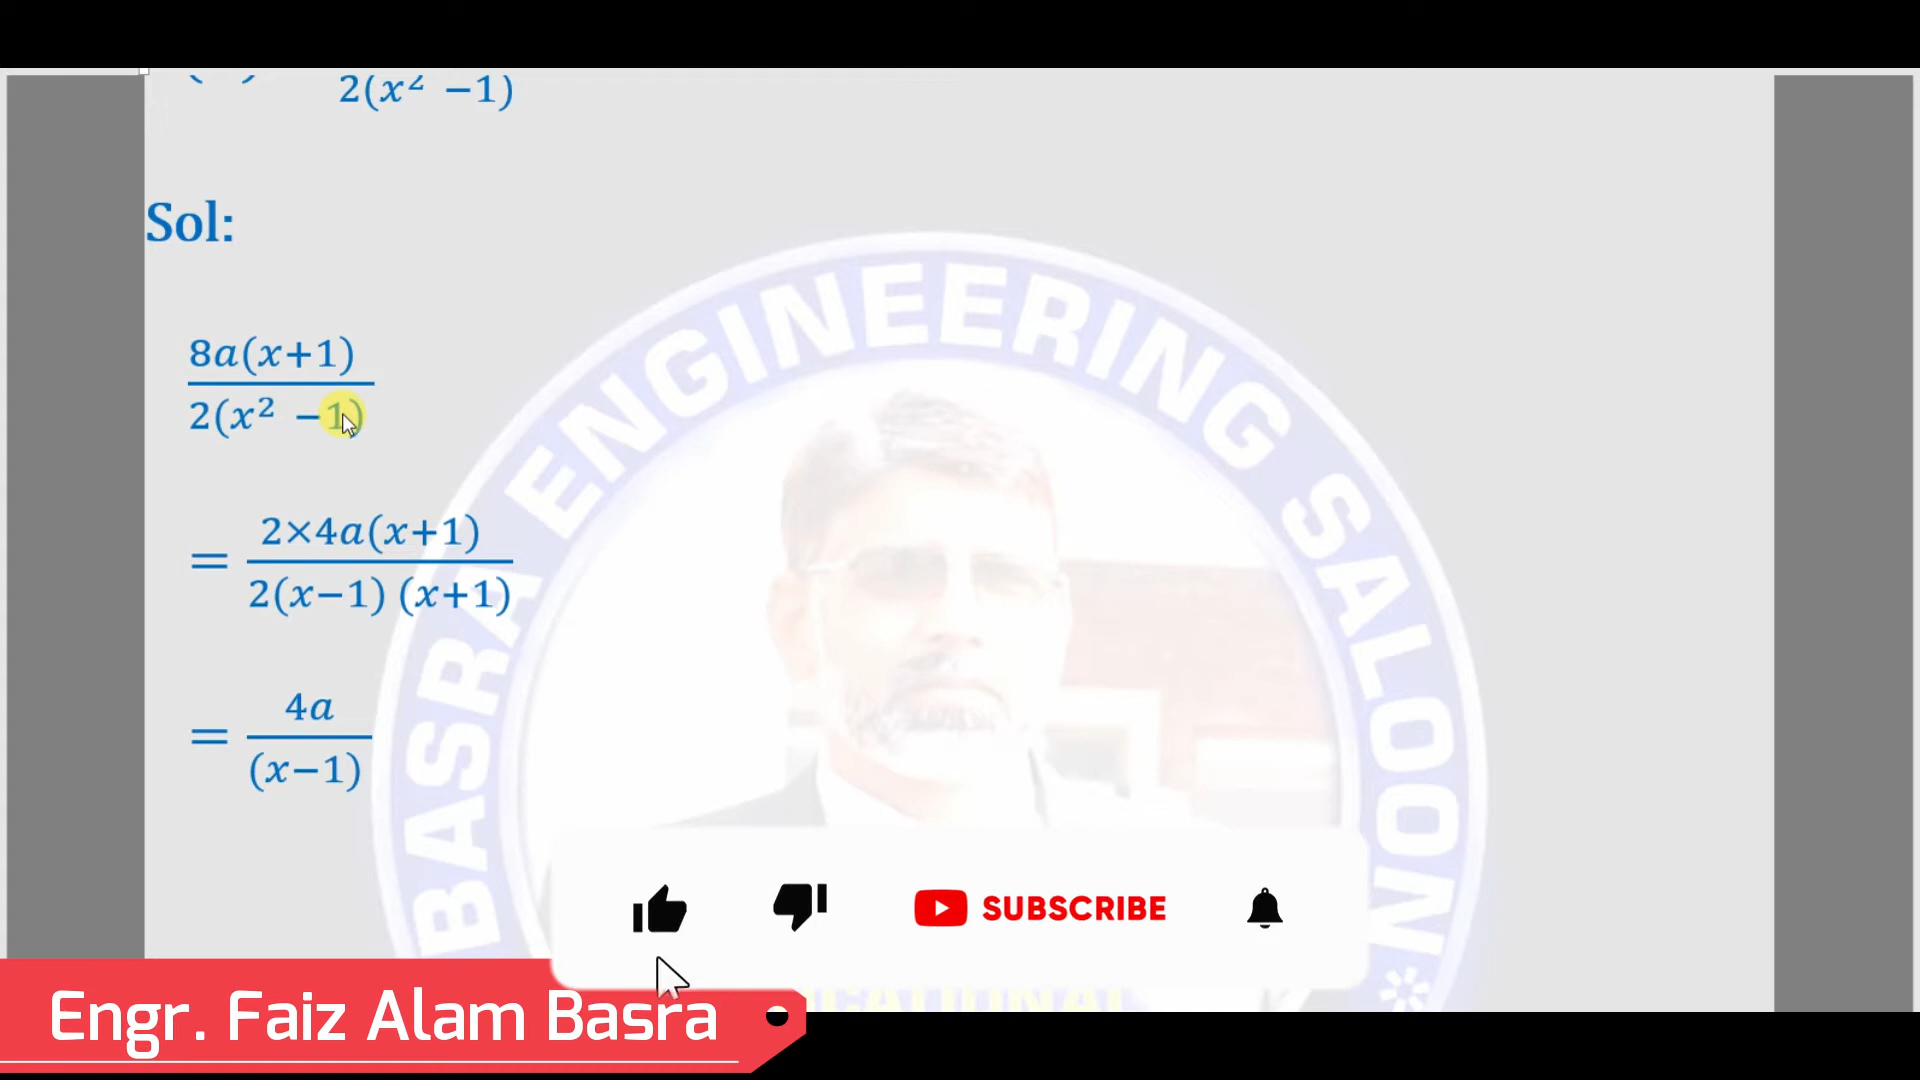 2(x² −1)
Sol:
8a(x+1)
2(x² −1)
= 2×4a(x+1)
2(x−1) (x+1)
= 4a
(x−1)
BASRA ENGINEERING SALOON
SUBSCRIBE
Engr. Faiz Alam Basra